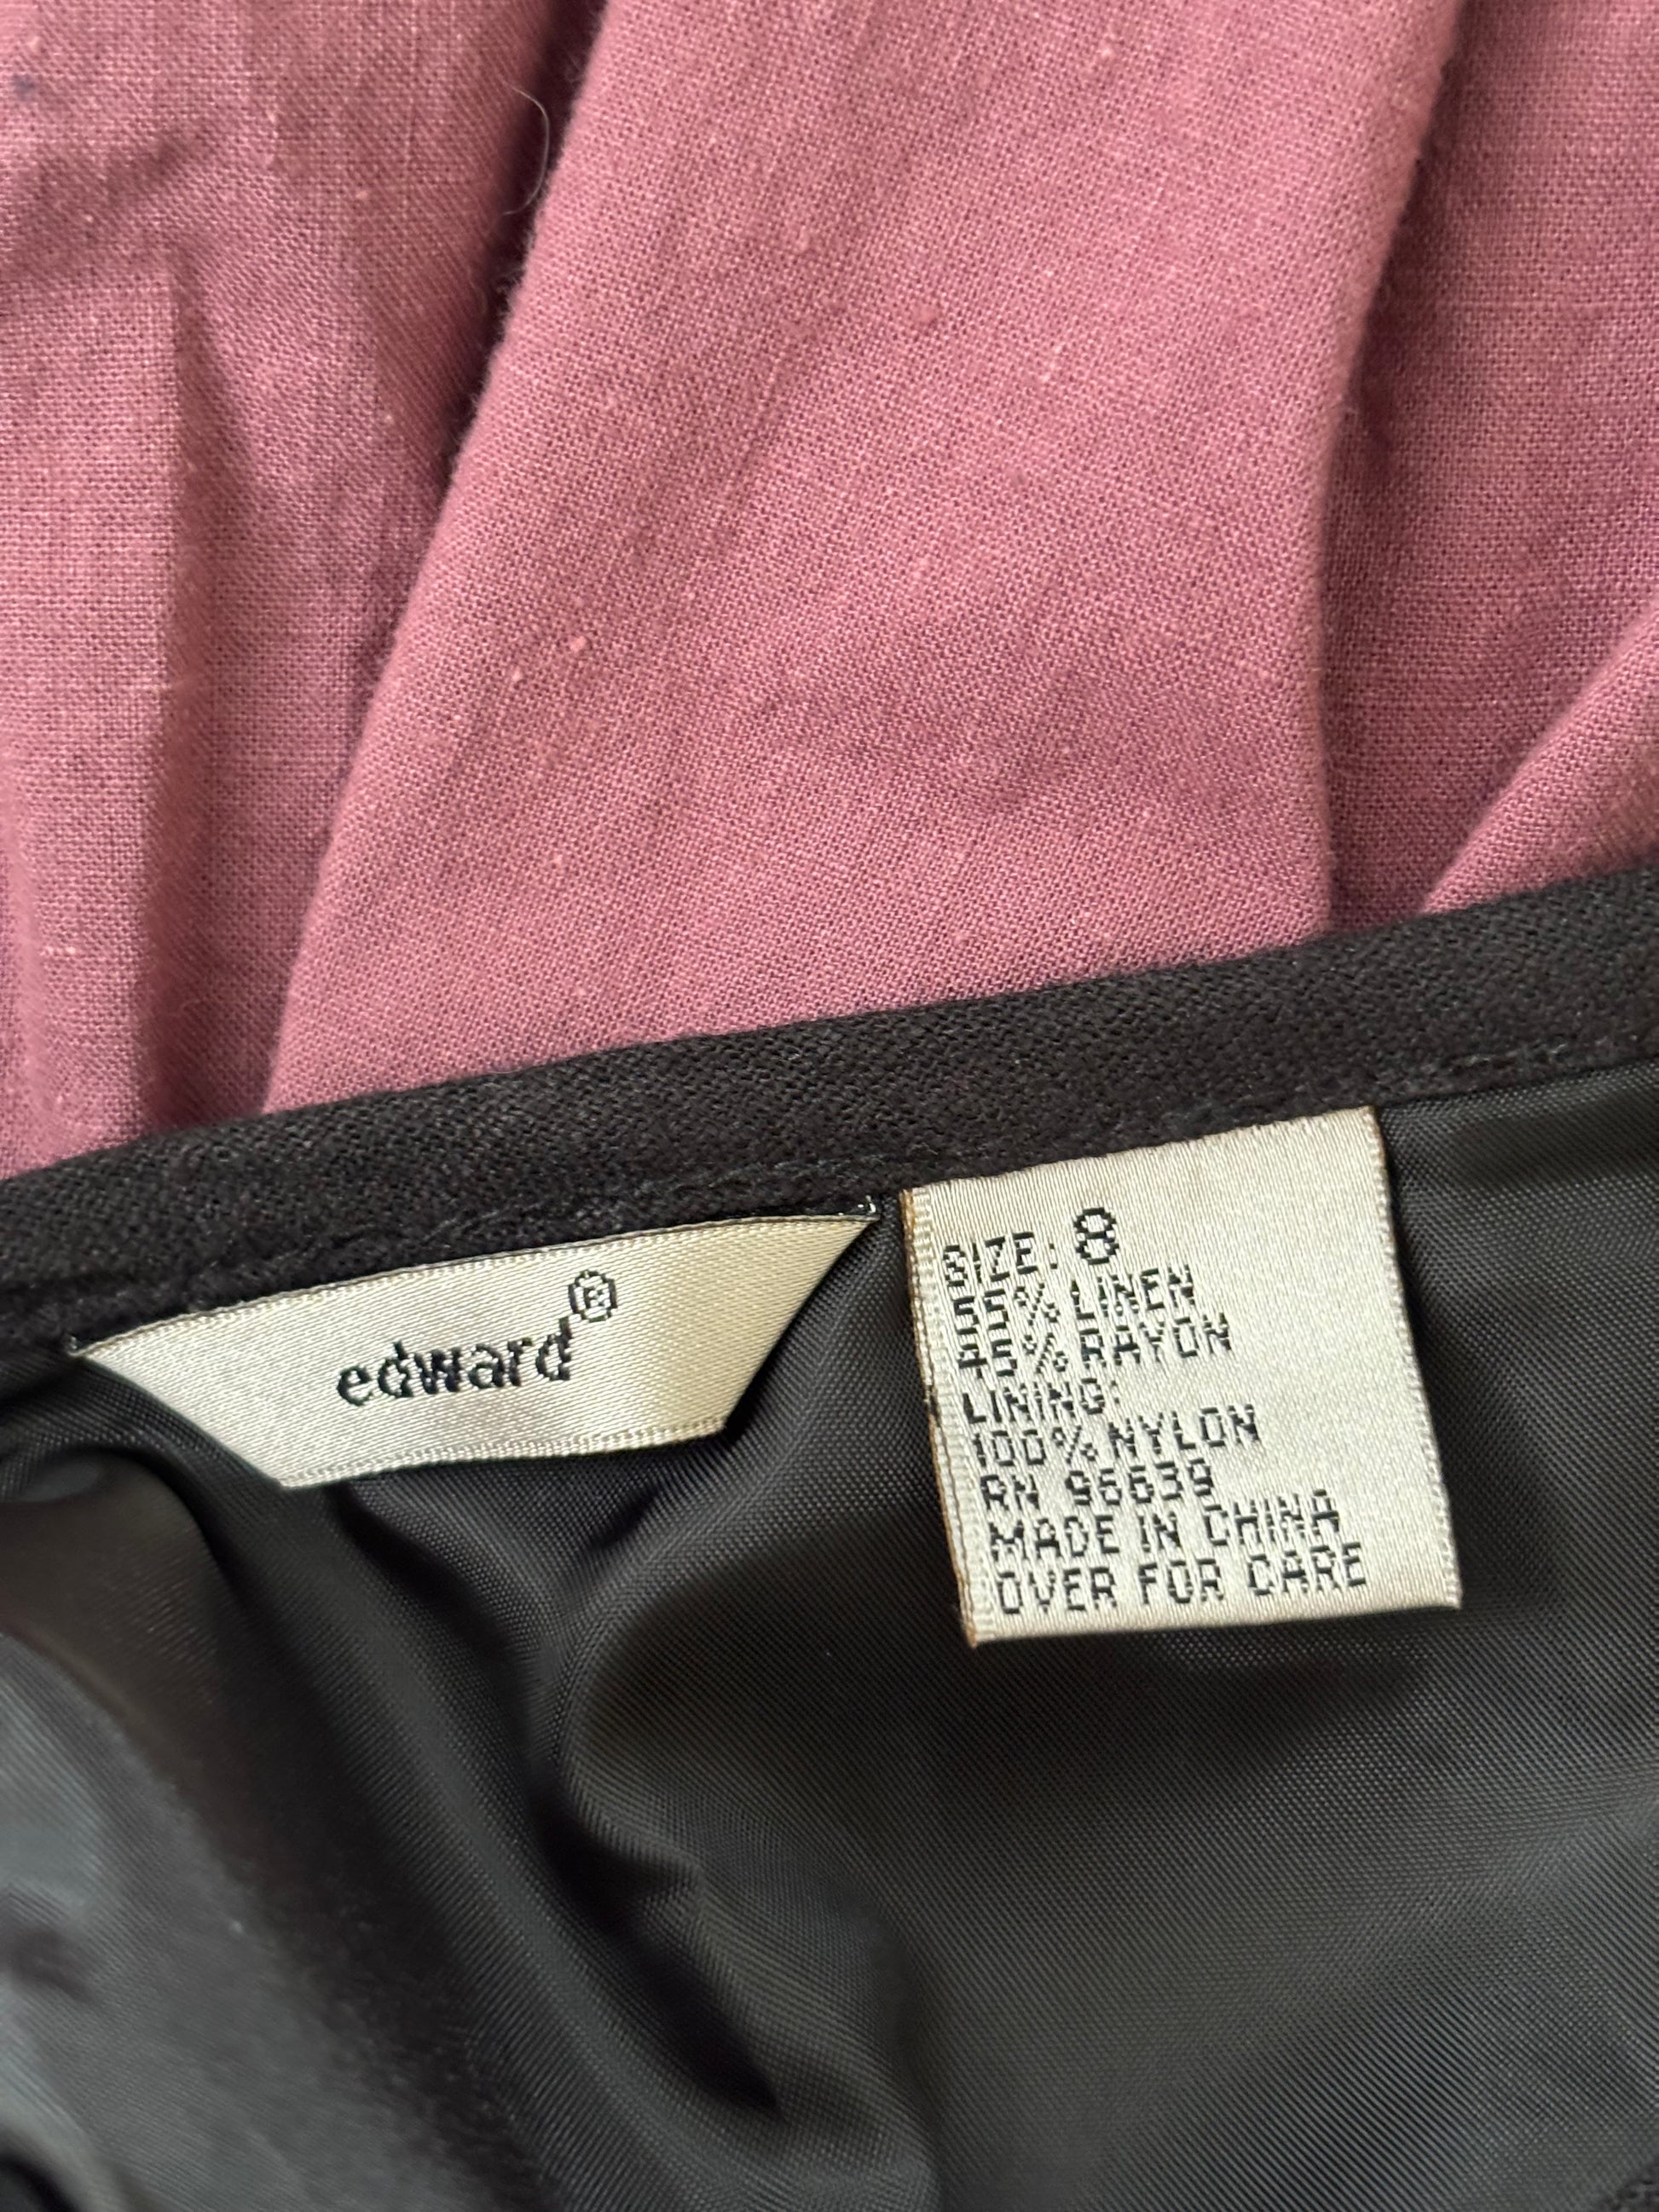 edward®
SIZE: 8
55% LINEN
45% RAYON
LINING:
100% NYLON
RN 96639
MADE IN CHINA
OVER FOR CARE